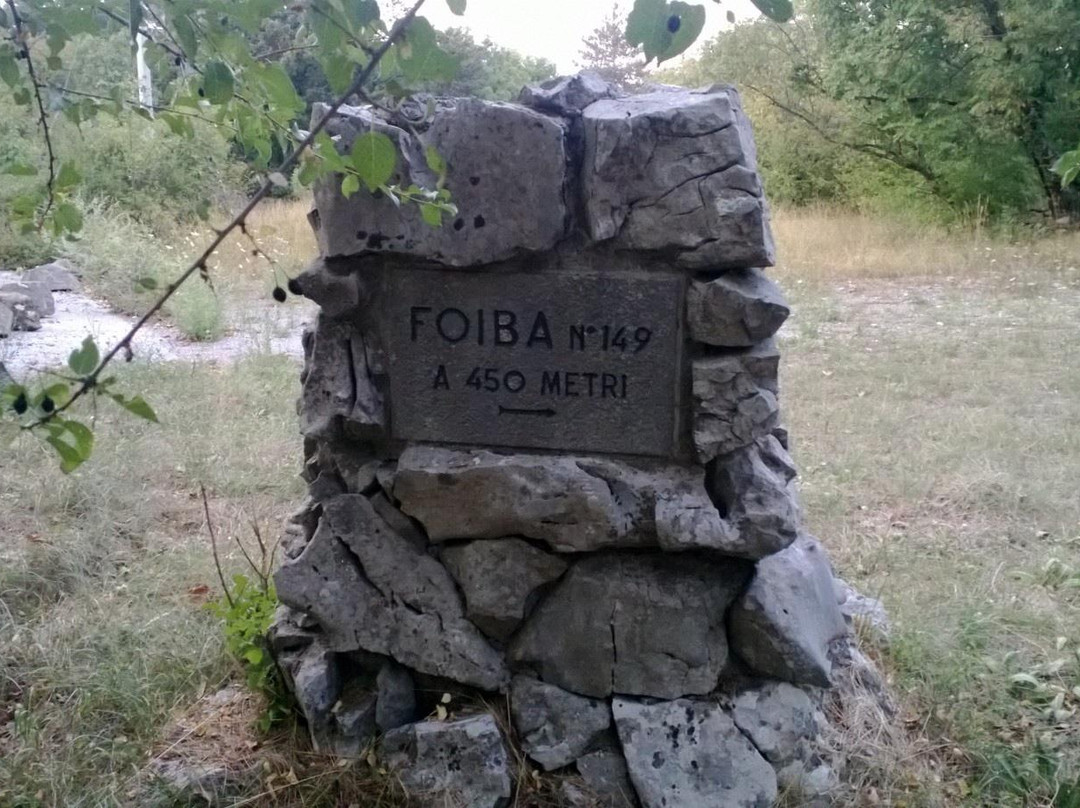 FOIBA N° 149
A 450 METRI